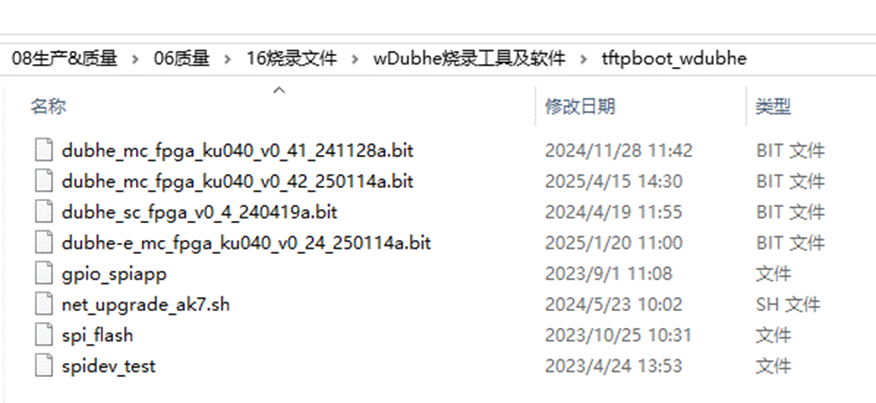 08生产&质量 > 06质量 > 16烧录文件 > wDubhe烧录工具及软件 > tftpboot_wdubhe
名称 修改日期 类型
dubhe_mc_fpga_ku040_v0_41_241128a.bit 2024/11/28 11:42 BIT 文件
dubhe_mc_fpga_ku040_v0_42_250114a.bit 2025/4/15 14:30 BIT 文件
dubhe_sc_fpga_v0_4_240419a.bit 2024/4/19 11:55 BIT 文件
dubhe-e_mc_fpga_ku040_v0_24_250114a.bit 2025/1/20 11:00 BIT 文件
gpio_spiapp 2023/9/1 11:08 文件
net_upgrade_ak7.sh 2024/5/23 10:02 SH 文件
spi_flash 2023/10/25 10:31 文件
spidev_test 2023/4/24 13:53 文件